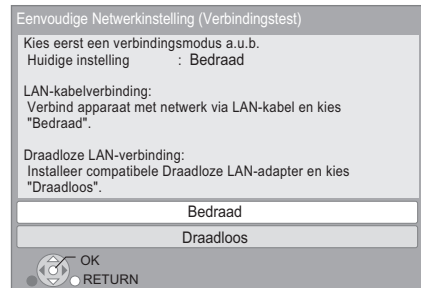 Eenvoudige Netwerkinstelling (Verbindingstest)
Kies eerst een verbindingsmodus a.u.b.
Huidige instelling : Bedraad
LAN-kabelverbinding:
Verbind apparaat met netwerk via LAN-kabel en kies
"Bedraad".
Draadloze LAN-verbinding:
Installeer compatibele Draadloze LAN-adapter en kies
"Draadloos".
Bedraad
Draadloos
OK
RETURN